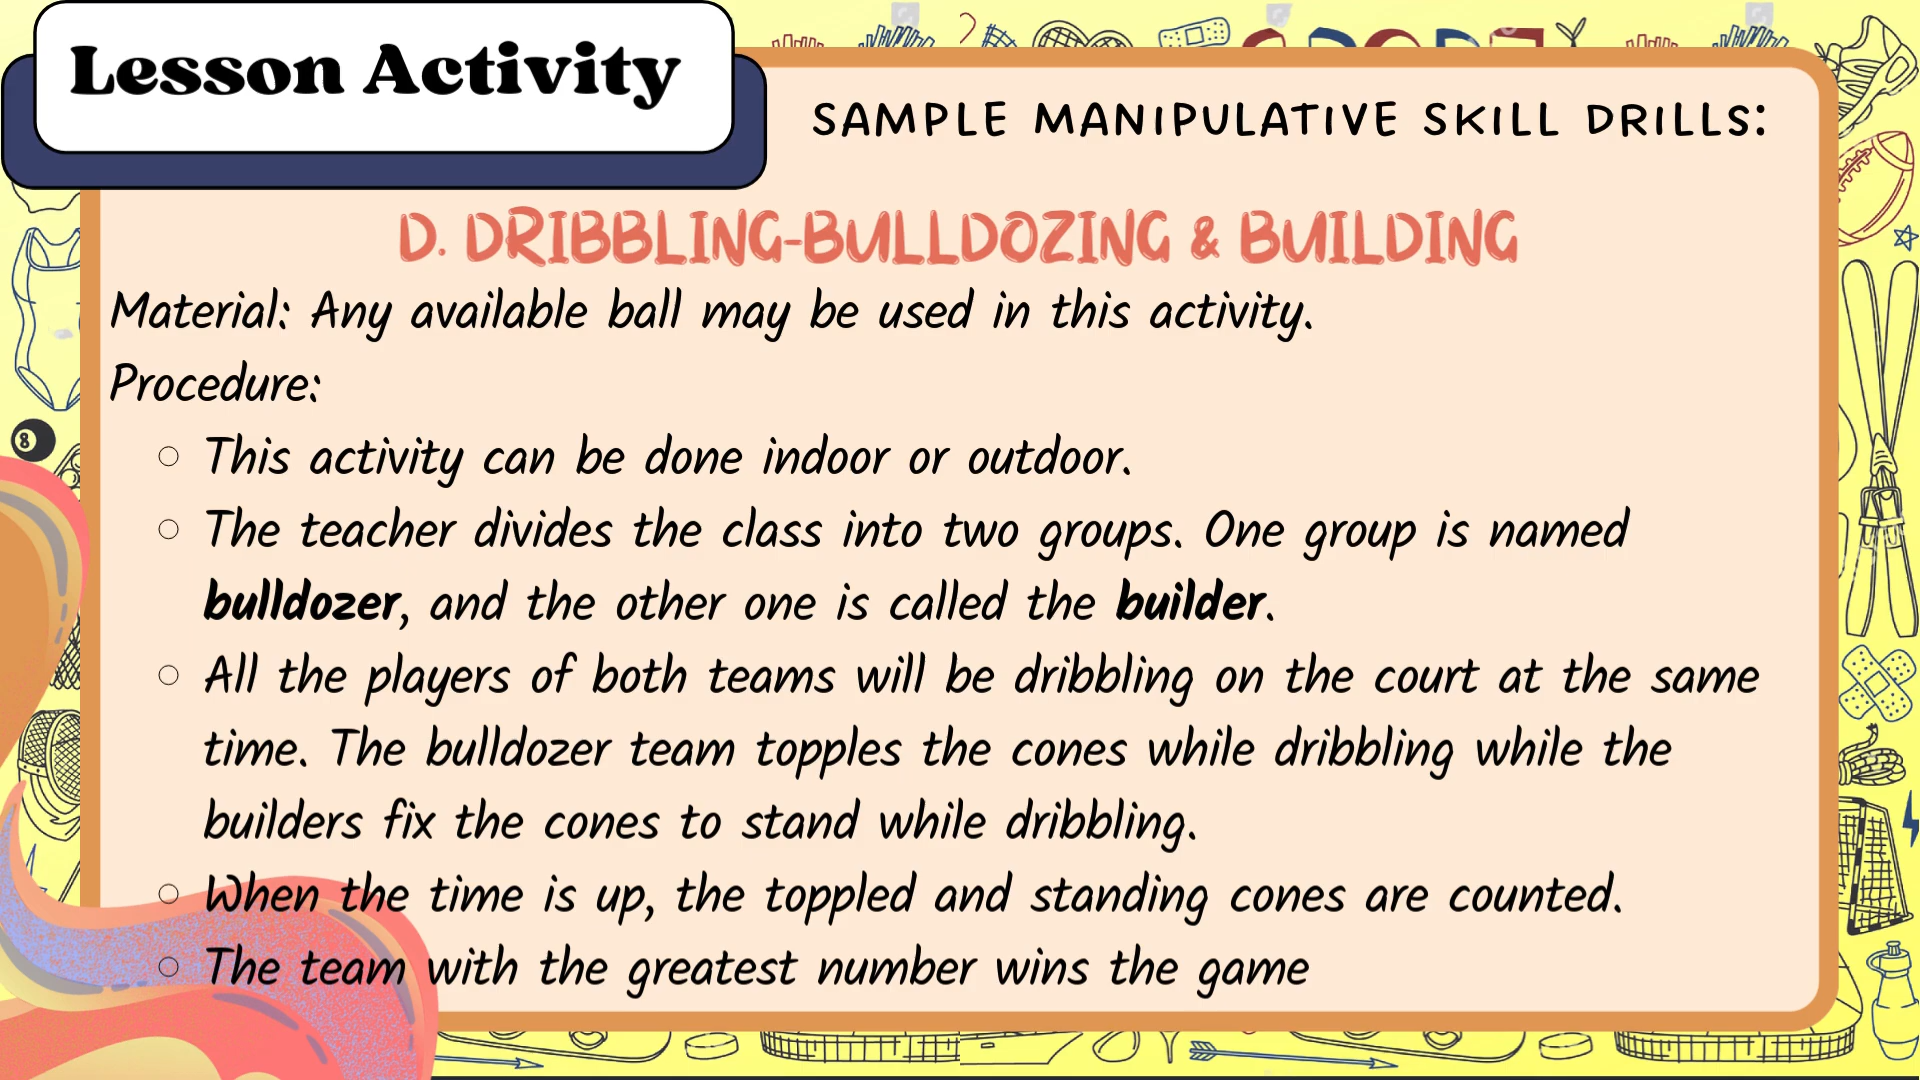 Lesson Activity
SAMPLE MANIPULATIVE SKILL DRILLS:
D. DRIBBLING-BULLDOZING & BUILDING
Material: Any available ball may be used in this activity.
Procedure:
○ This activity can be done indoor or outdoor.
○ The teacher divides the class into two groups. One group is named
bulldozer, and the other one is called the builder.
○ All the players of both teams will be dribbling on the court at the same
time. The bulldozer team topples the cones while dribbling while the
builders fix the cones to stand while dribbling.
○ When the time is up, the toppled and standing cones are counted.
○ The team with the greatest number wins the game
8